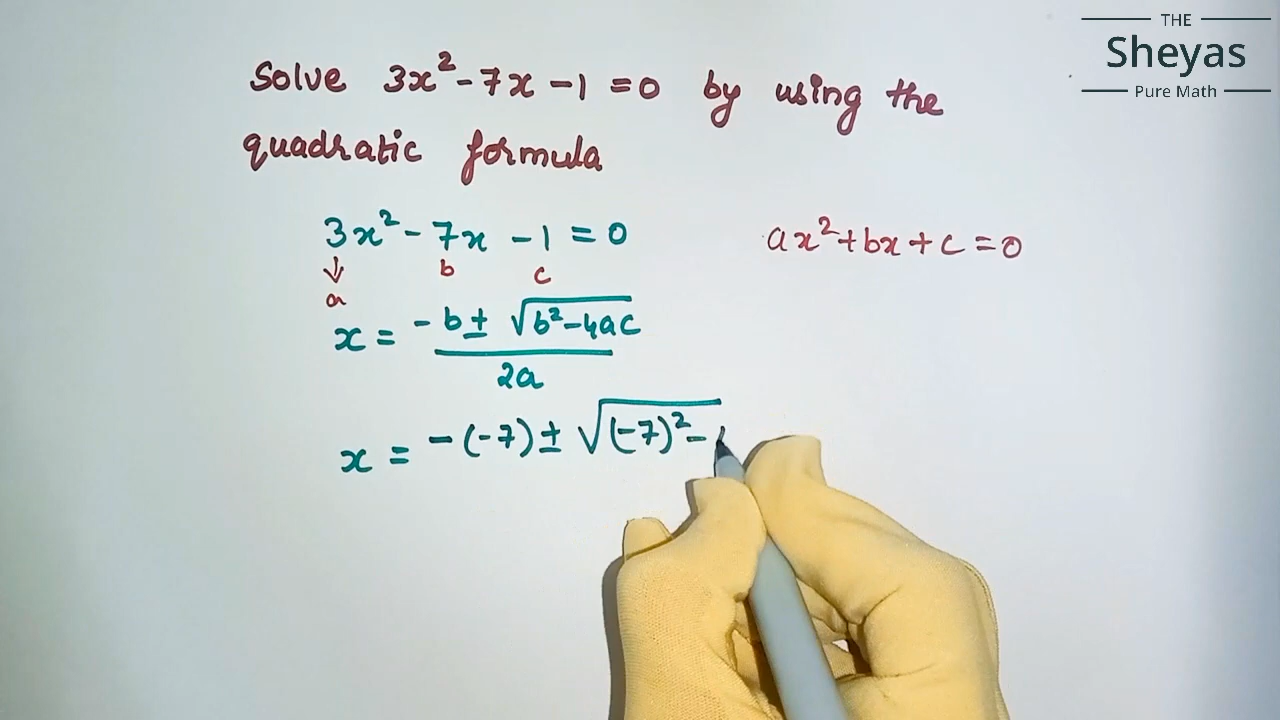 THE
Sheyas
Pure Math
Solve 3x² - 7x - 1 = 0 by using the
quadratic formula
3x² - 7x - 1 = 0
ax² + bx + c = 0
↓ b c
a
x = -b ± √(b² - 4ac)
2a
x = -(-7) ± √(-7)² -